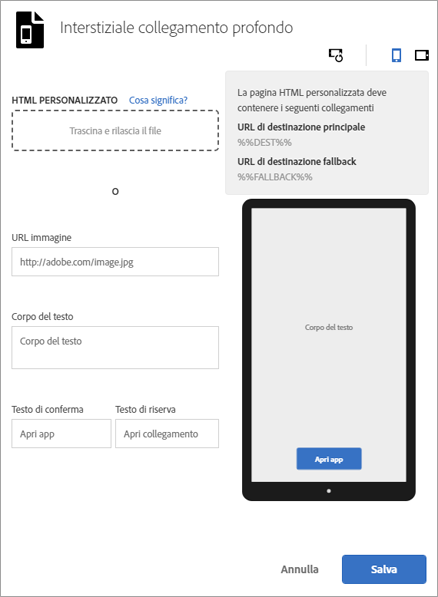 Interstiziale collegamento profondo
HTML PERSONALIZZATO Cosa significa?
Trascina e rilascia il file
O
URL immagine
http://adobe.com/image.jpg
Corpo del testo
Corpo del testo
Testo di conferma Testo di riserva
Apri app Apri collegamento
La pagina HTML personalizzata deve
contenere i seguenti collegamenti
URL di destinazione principale
%%DEST%%
URL di destinazione fallback
%%FALLBACK%%
Corpo del testo
Apri app
Annulla Salva